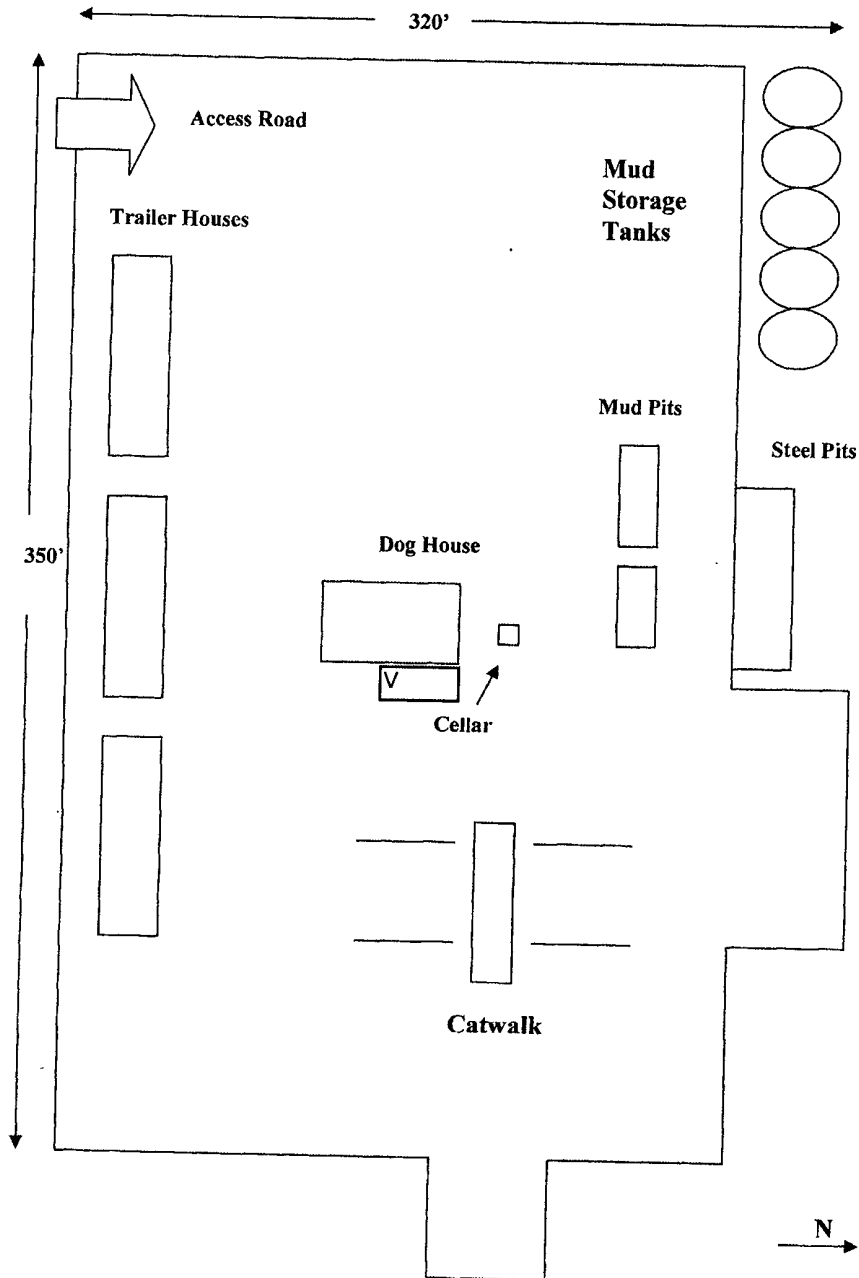 320'
Access Road
Mud
Storage
Tanks
Trailer Houses
Mud Pits
Steel Pits
350'
Dog House
V
Cellar
Catwalk
N